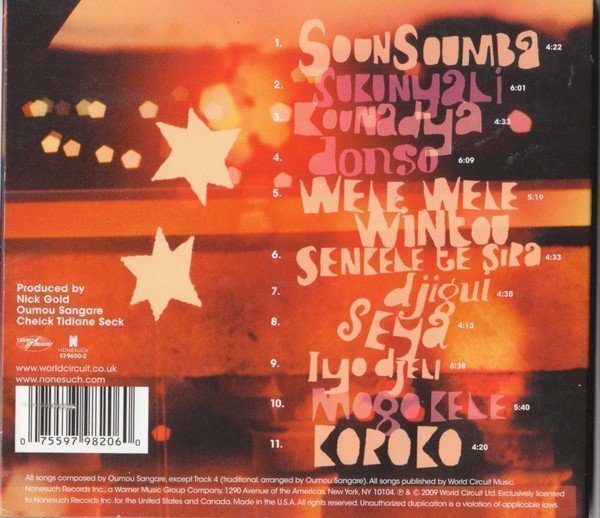 1. SOUNSOUMBA 4:22
2. SUKUNYALI 6:01
3. KOUNADYA 4:33
4. donso 6:09
5. WELE WELE 5:19
WINTOU
6. SENKELE te SiRa 4:33
7. djigui 4:38
8. SEYA 4:13
9. Iyo djELI 6:38
10. Mogo KELE 5:40
11. KOROKO 4:20
Produced by
Nick Gold
Oumou Sangare
Cheick Tidiane Seck
N
NONESUCH
519650-2
www.worldcircuit.co.uk
www.nonesuch.com
0 75597 98206 0
All songs composed by Oumou Sangare, except Track 4 (traditional, arranged by Oumou Sangare). All songs published by World Circuit Music.
Nonesuch Records Inc., a Warner Music Group Company, 1290 Avenue of the Americas, New York, NY 10104. ℗ & © 2009 World Circuit Ltd. Exclusively licensed
to Nonesuch Records Inc. for the United States and Canada. Made in the U.S.A. All rights reserved. Unauthorized duplication is a violation of applicable laws.